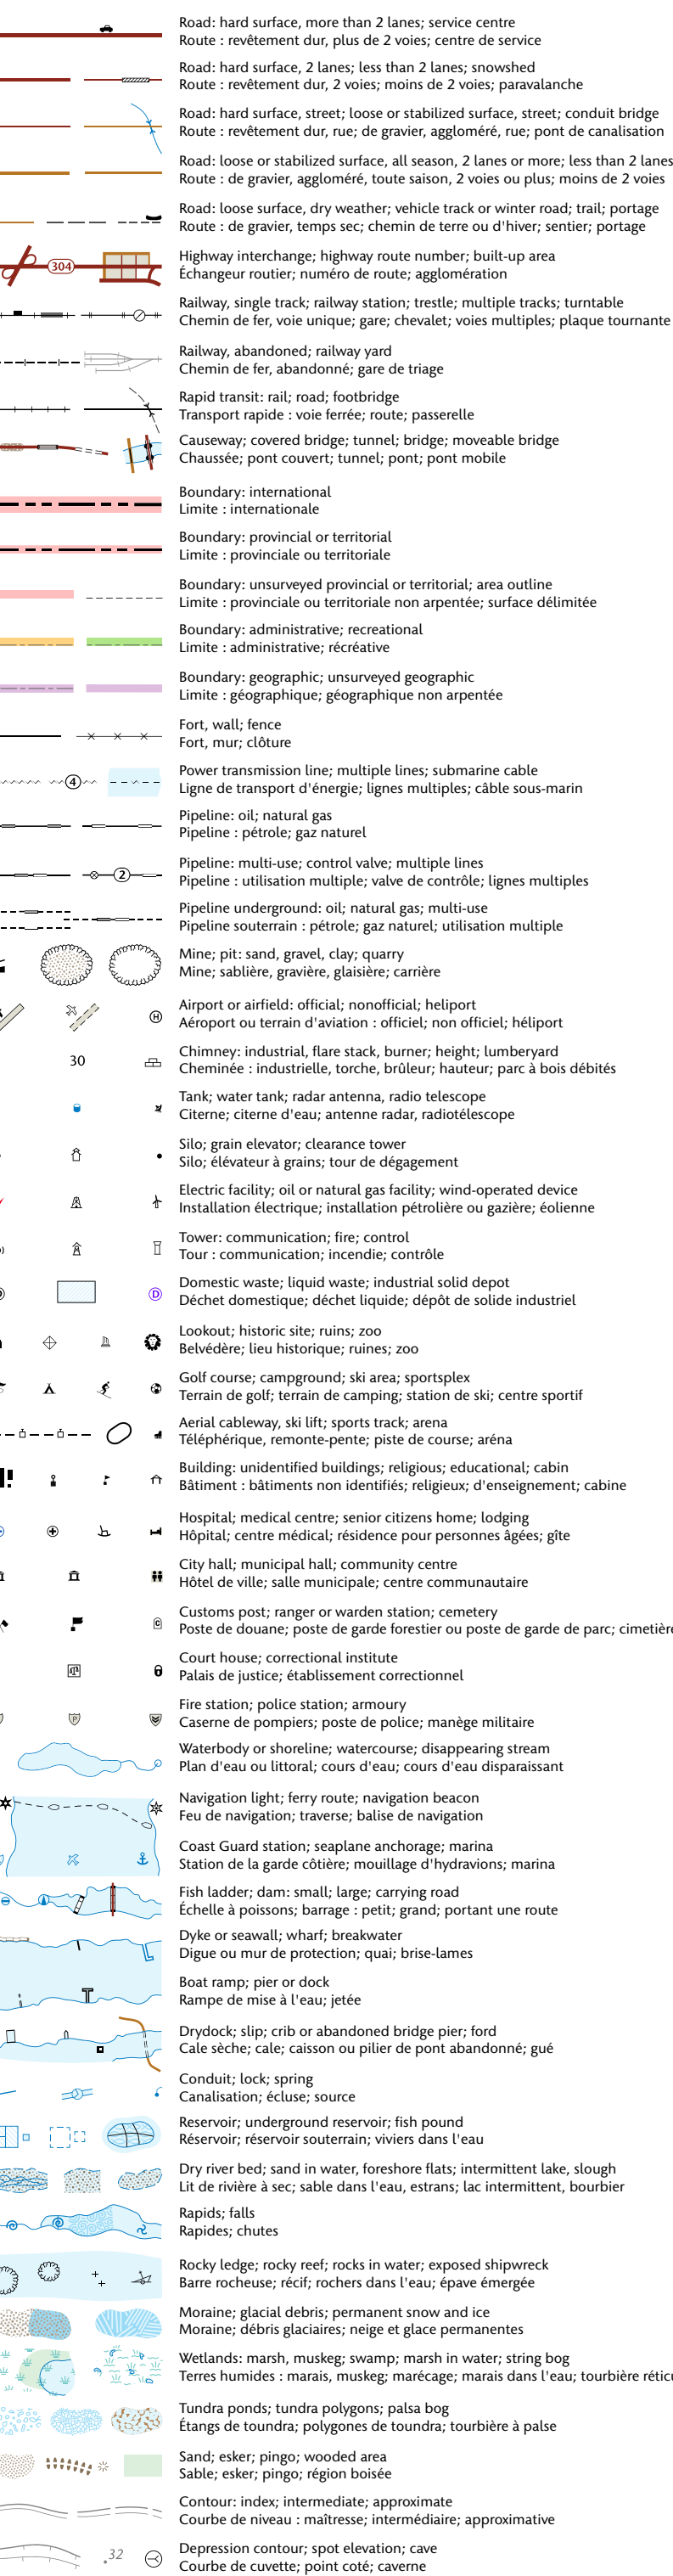 Road: hard surface, more than 2 lanes; service centre
Route : revêtement dur, plus de 2 voies; centre de service
Road: hard surface, 2 lanes; less than 2 lanes; snowshed
Route : revêtement dur, 2 voies; moins de 2 voies; paravalanche
Road: hard surface, street; loose or stabilized surface, street; conduit bridge
Route : revêtement dur, rue; de gravier, aggloméré, rue; pont de canalisation
Road: loose or stabilized surface, all season, 2 lanes or more; less than 2 lanes
Route : de gravier, aggloméré, toute saison, 2 voies ou plus; moins de 2 voies
Road: loose surface, dry weather; vehicle track or winter road; trail; portage
Route : de gravier, temps sec; chemin de terre ou d'hiver; sentier; portage
304
Highway interchange; highway route number; built-up area
Échangeur routier; numéro de route; agglomération
Railway, single track; railway station; trestle; multiple tracks; turntable
Chemin de fer, voie unique; gare; chevalet; voies multiples; plaque tournante
Railway, abandoned; railway yard
Chemin de fer, abandonné; gare de triage
Rapid transit: rail; road; footbridge
Transport rapide : voie ferrée; route; passerelle
Causeway; covered bridge; tunnel; bridge; moveable bridge
Chaussée; pont couvert; tunnel; pont; pont mobile
Boundary: international
Limite : internationale
Boundary: provincial or territorial
Limite : provinciale ou territoriale
Boundary: unsurveyed provincial or territorial; area outline
Limite : provinciale ou territoriale non arpentée; surface délimitée
Boundary: administrative; recreational
Limite : administrative; récréative
Boundary: geographic; unsurveyed geographic
Limite : géographique; géographique non arpentée
Fort, wall; fence
Fort, mur; clôture
4
Power transmission line; multiple lines; submarine cable
Ligne de transport d'énergie; lignes multiples; câble sous-marin
Pipeline: oil; natural gas
Pipeline : pétrole; gaz naturel
2
Pipeline: multi-use; control valve; multiple lines
Pipeline : utilisation multiple; valve de contrôle; lignes multiples
Pipeline underground: oil; natural gas; multi-use
Pipeline souterrain : pétrole; gaz naturel; utilisation multiple
Mine; pit: sand, gravel, clay; quarry
Mine; sablière, gravière, glaisière; carrière
H
Airport or airfield: official; nonofficial; heliport
Aéroport ou terrain d'aviation : officiel; non officiel; héliport
30
Chimney: industrial, flare stack, burner; height; lumberyard
Cheminée : industrielle, torche, brûleur; hauteur; parc à bois débités
Tank; water tank; radar antenna, radio telescope
Citerne; citerne d'eau; antenne radar, radiotélescope
Silo; grain elevator; clearance tower
Silo; élévateur à grains; tour de dégagement
Electric facility; oil or natural gas facility; wind-operated device
Installation électrique; installation pétrolière ou gazière; éolienne
Tower: communication; fire; control
Tour : communication; incendie; contrôle
D
Domestic waste; liquid waste; industrial solid depot
Déchet domestique; déchet liquide; dépôt de solide industriel
Lookout; historic site; ruins; zoo
Belvédère; lieu historique; ruines; zoo
Golf course; campground; ski area; sportsplex
Terrain de golf; terrain de camping; station de ski; centre sportif
Aerial cableway, ski lift; sports track; arena
Téléphérique, remonte-pente; piste de course; aréna
Building: unidentified buildings; religious; educational; cabin
Bâtiment : bâtiments non identifiés; religieux; d'enseignement; cabine
Hospital; medical centre; senior citizens home; lodging
Hôpital; centre médical; résidence pour personnes âgées; gîte
City hall; municipal hall; community centre
Hôtel de ville; salle municipale; centre communautaire
C
Customs post; ranger or warden station; cemetery
Poste de douane; poste de garde forestier ou poste de garde de parc; cimetière
Court house; correctional institute
Palais de justice; établissement correctionnel
P
Fire station; police station; armoury
Caserne de pompiers; poste de police; manège militaire
Waterbody or shoreline; watercourse; disappearing stream
Plan d'eau ou littoral; cours d'eau; cours d'eau disparaissant
Navigation light; ferry route; navigation beacon
Feu de navigation; traverse; balise de navigation
Coast Guard station; seaplane anchorage; marina
Station de la garde côtière; mouillage d'hydravions; marina
Fish ladder; dam: small; large; carrying road
Échelle à poissons; barrage : petit; grand; portant une route
Dyke or seawall; wharf; breakwater
Digue ou mur de protection; quai; brise-lames
Boat ramp; pier or dock
Rampe de mise à l'eau; jetée
Drydock; slip; crib or abandoned bridge pier; ford
Cale sèche; cale; caisson ou pilier de pont abandonné; gué
Conduit; lock; spring
Canalisation; écluse; source
Reservoir; underground reservoir; fish pound
Réservoir; réservoir souterrain; viviers dans l'eau
Dry river bed; sand in water, foreshore flats; intermittent lake, slough
Lit de rivière à sec; sable dans l'eau, estrans; lac intermittent, bourbier
Rapids; falls
Rapides; chutes
Rocky ledge; rocky reef; rocks in water; exposed shipwreck
Barre rocheuse; récif; rochers dans l'eau; épave émergée
Moraine; glacial debris; permanent snow and ice
Moraine; débris glaciaires; neige et glace permanentes
Wetlands: marsh, muskeg; swamp; marsh in water; string bog
Terres humides : marais, muskeg; marécage; marais dans l'eau; tourbière
Tundra ponds; tundra polygons; palsa bog
Étangs de toundra; polygones de toundra; tourbière à palse
Sand; esker; pingo; wooded area
Sable; esker; pingo; région boisée
Contour: index; intermediate; approximate
Courbe de niveau : maîtresse; intermédiaire; approximative
.32
Depression contour; spot elevation; cave
Courbe de cuvette; point coté; caverne